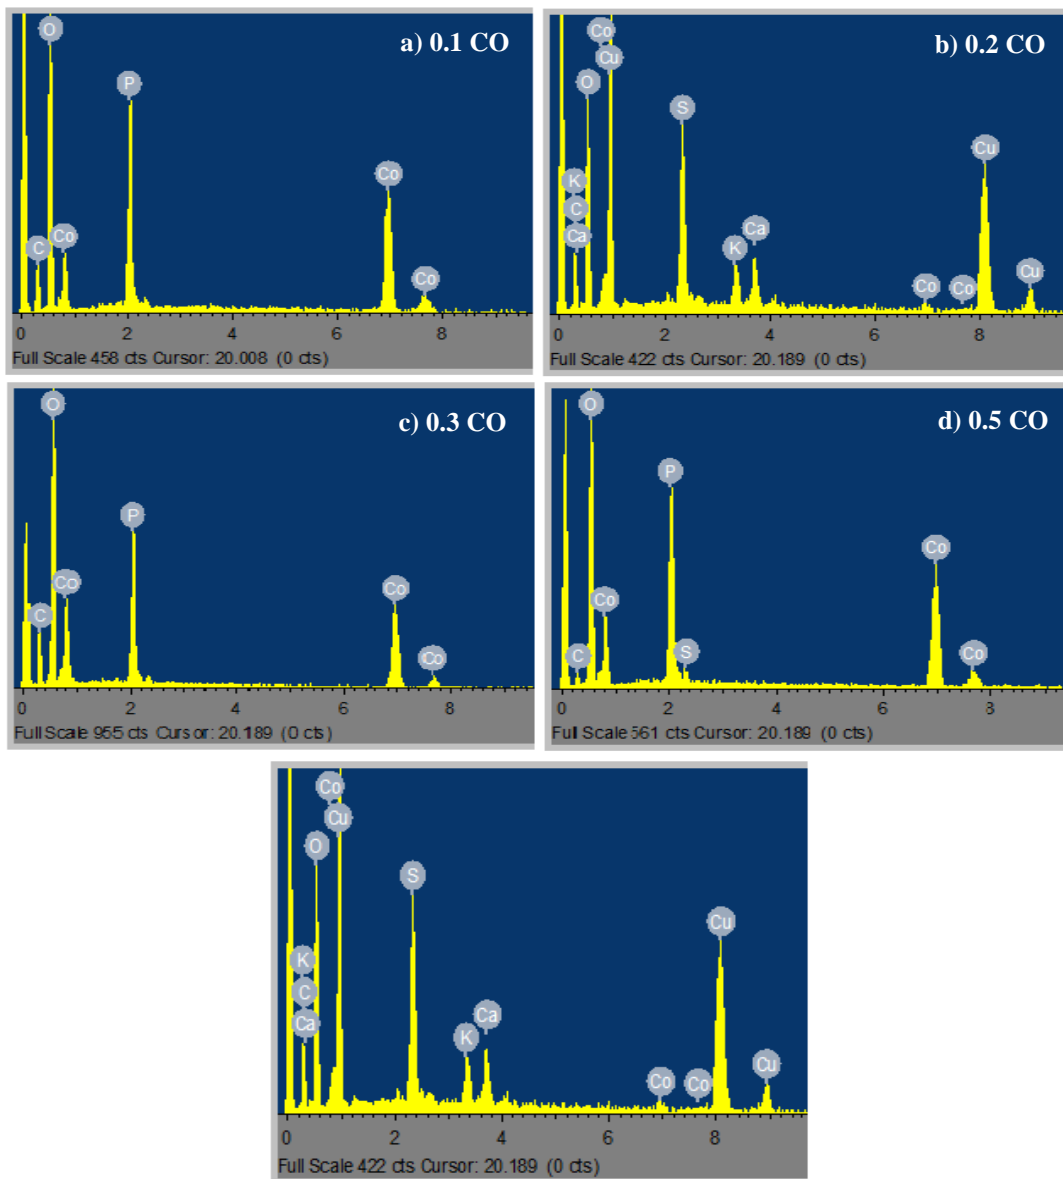 a) 0.1 CO
O
P
Co
C
Co
Co
0 2 4 6 8
Full Scale 458 cts Cursor: 20.008 (0 cts)
b) 0.2 CO
Co
Cu
O
S
Cu
K
C
Ca
Ca
K
Co
Co
Cu
0 2 4 6 8
Full Scale 422 cts Cursor: 20.189 (0 cts)
c) 0.3 CO
O
P
Co
C
Co
Co
0 2 4 6 8
Full Scale 955 cts Cursor: 20.189 (0 cts)
d) 0.5 CO
O
P
Co
Co
C
S
Co
0 2 4 6 8
Full Scale 561 cts Cursor: 20.189 (0 cts)
Co
Cu
O
S
Cu
K
C
Ca
Ca
K
Co
Co
Cu
0 2 4 6 8
Full Scale 422 cts Cursor: 20.189 (0 cts)